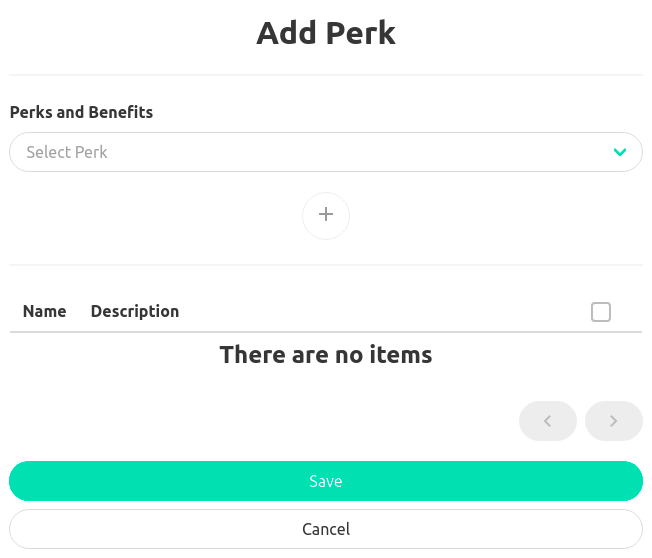 Add Perk
Perks and Benefits
Select Perk
Name Description
There are no items
Save
Cancel